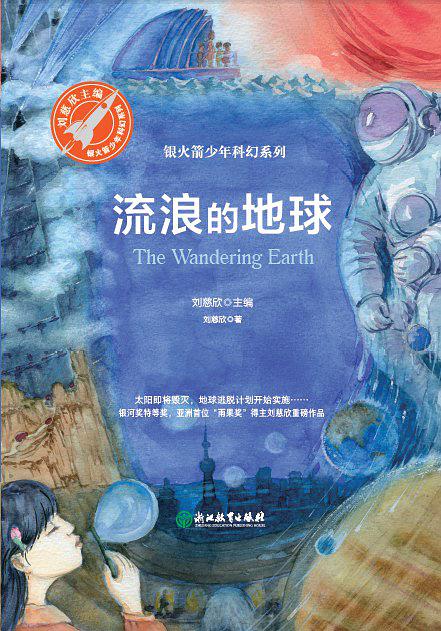 刘慈欣主编
银火箭少年科幻系列
银火箭少年科幻系列
流浪的地球
The Wandering Earth
刘慈欣◎主编
刘慈欣◎著
太阳即将毁灭，地球逃脱计划开始实施……
银河奖特等奖，亚洲首位“雨果奖”得主刘慈欣重磅作品
浙江教育出版社
ZHEJIANG EDUCATION PUBLISHING HOUSE